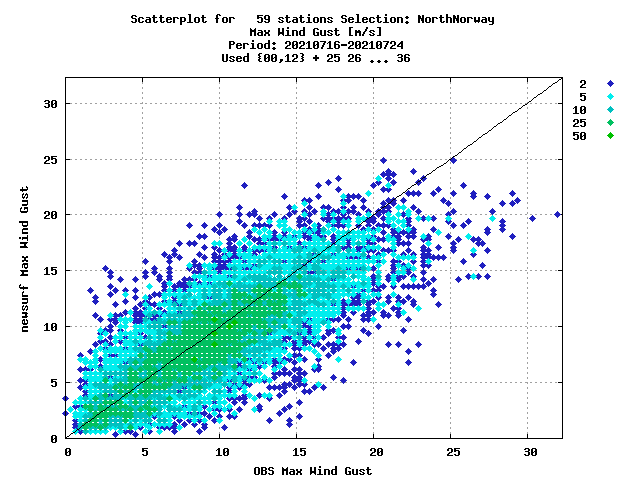 Scatterplot for   59 stations Selection: NorthNorway
Max Wind Gust [m/s]
Period: 20210716-20210724
Used {00,12} + 25 26 ... 36
2
5
10
25
50
30
25
20
15
10
5
0
newsurf Max Wind Gust
0 5 10 15 20 25 30
OBS Max Wind Gust